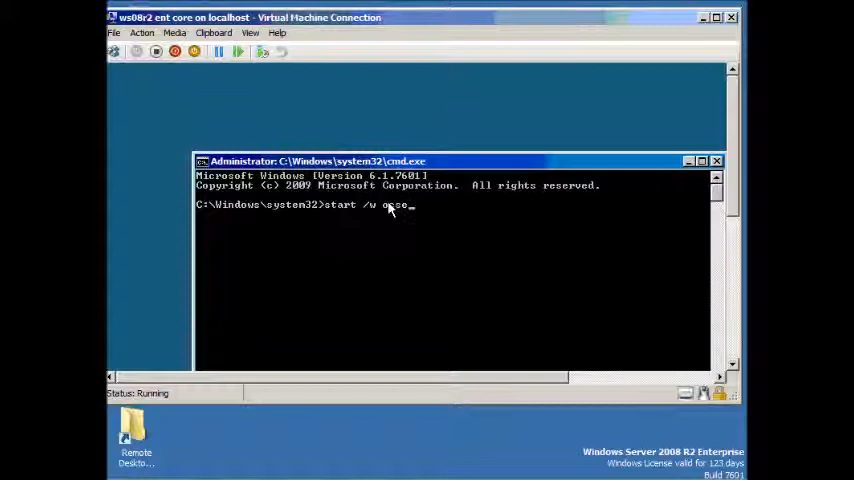 ws08r2 ent core on localhost - Virtual Machine Connection
File Action Media Clipboard View Help
Administrator: C:\Windows\system32\cmd.exe
Microsoft Windows [Version 6.1.7601]
Copyright (c) 2009 Microsoft Corporation. All rights reserved.
C:\Windows\system32>start /w
Status: Running
Remote
Deskto...
Windows Server 2008 R2 Enterprise
Windows License valid for 123 days
Build 7601